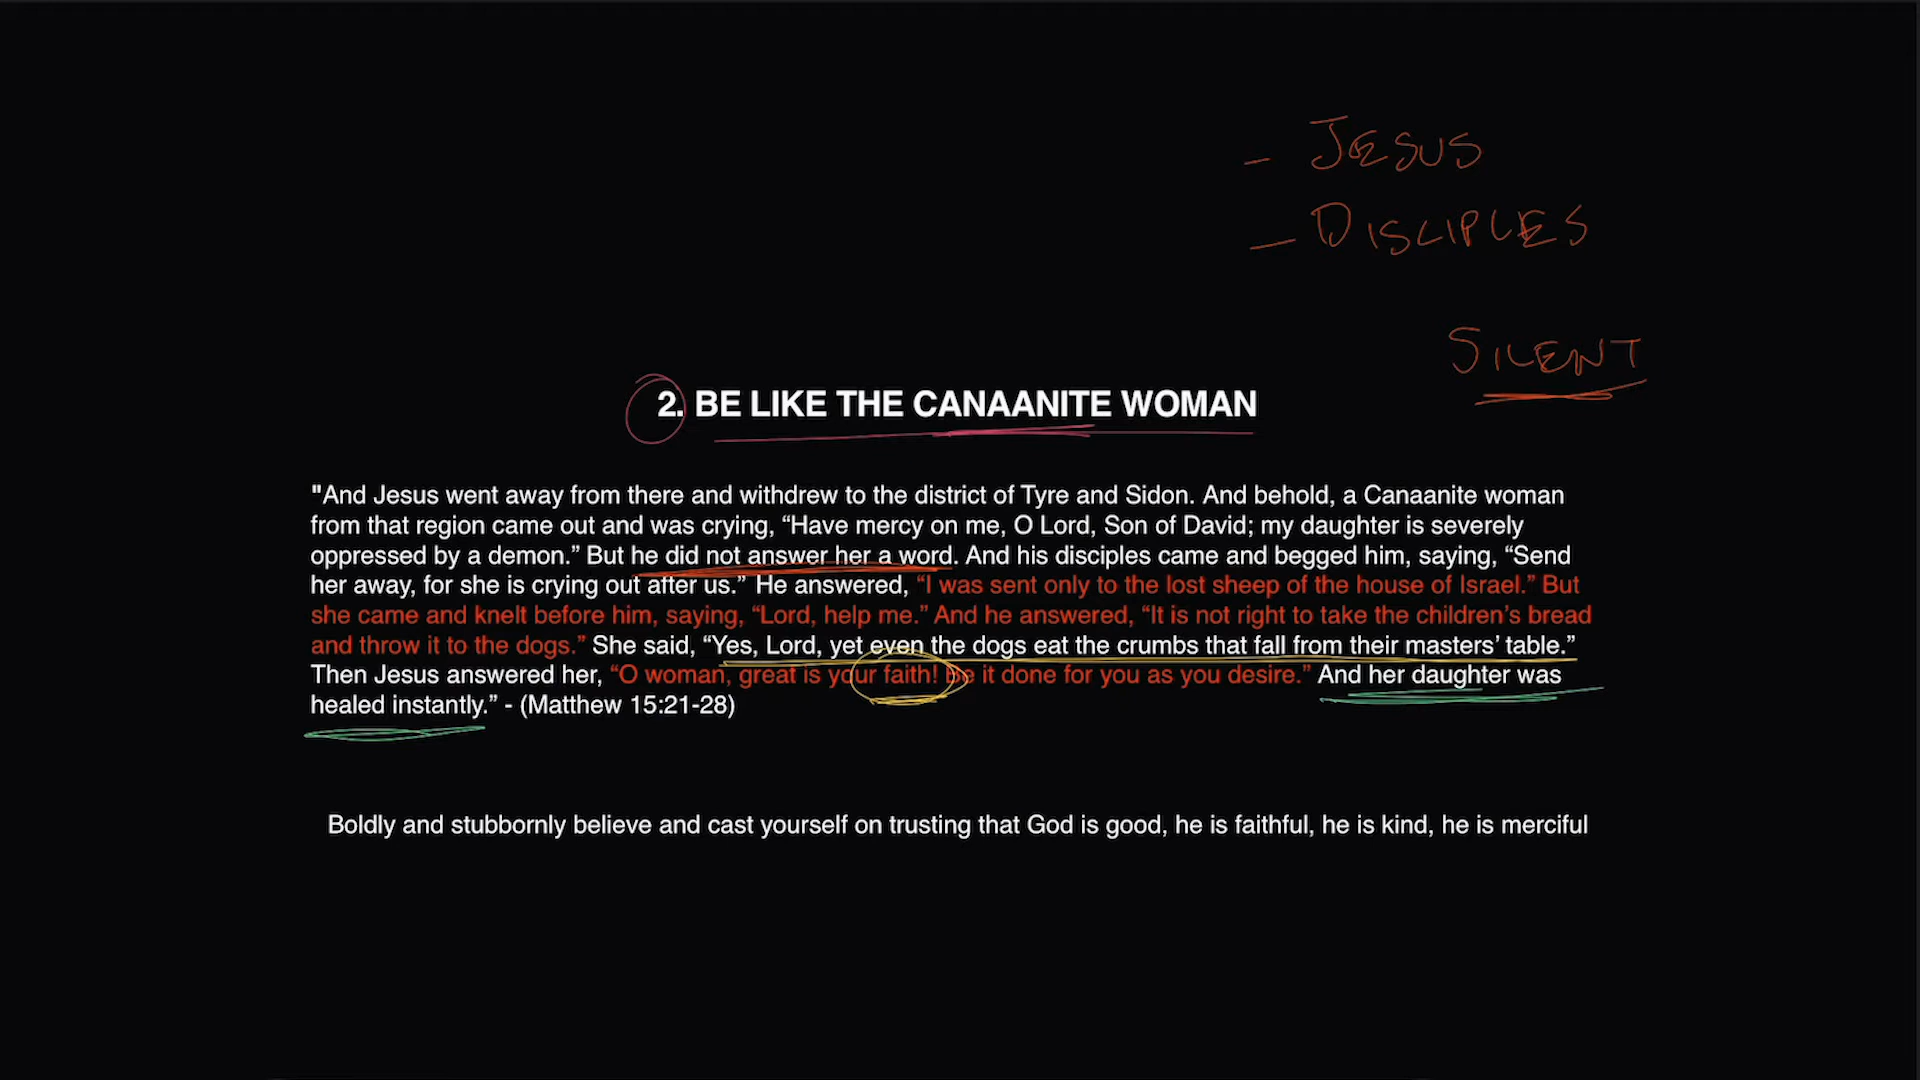 - JESUS
- DISCIPLES
SILENT
2. BE LIKE THE CANAANITE WOMAN
"And Jesus went away from there and withdrew to the district of Tyre and Sidon. And behold, a Canaanite woman
from that region came out and was crying, “Have mercy on me, O Lord, Son of David; my daughter is severely
oppressed by a demon.” But he did not answer her a word. And his disciples came and begged him, saying, “Send
her away, for she is crying out after us.” He answered, “I was sent only to the lost sheep of the house of Israel.” But
she came and knelt before him, saying, “Lord, help me.” And he answered, “It is not right to take the children’s bread
and throw it to the dogs.” She said, “Yes, Lord, yet even the dogs eat the crumbs that fall from their masters’ table.”
Then Jesus answered her, “O woman, great is your faith! Be it done for you as you desire.” And her daughter was
healed instantly.” - (Matthew 15:21-28)
Boldly and stubbornly believe and cast yourself on trusting that God is good, he is faithful, he is kind, he is merciful